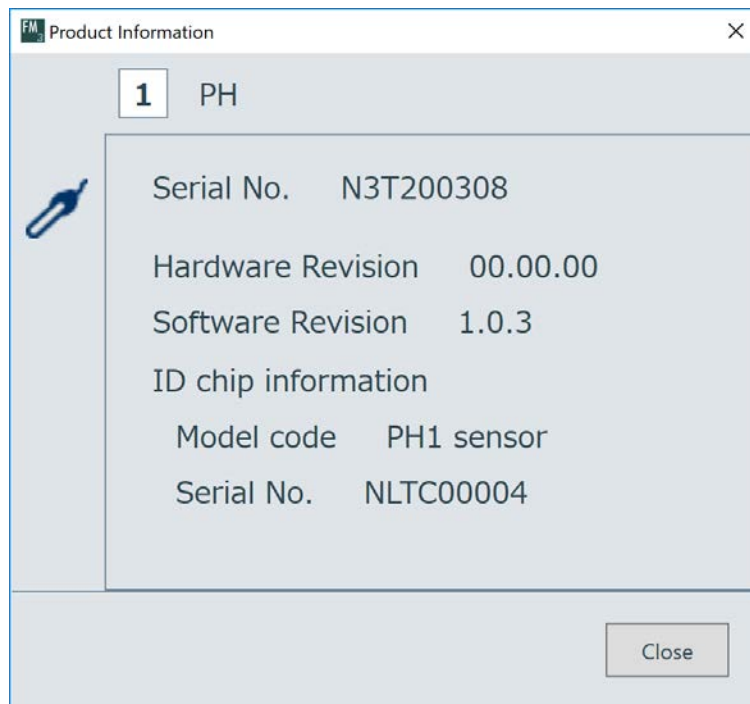 FM 3 Product Information
1 PH
Serial No. N3T200308
Hardware Revision 00.00.00
Software Revision 1.0.3
ID chip information
Model code PH1 sensor
Serial No. NLTC00004
Close